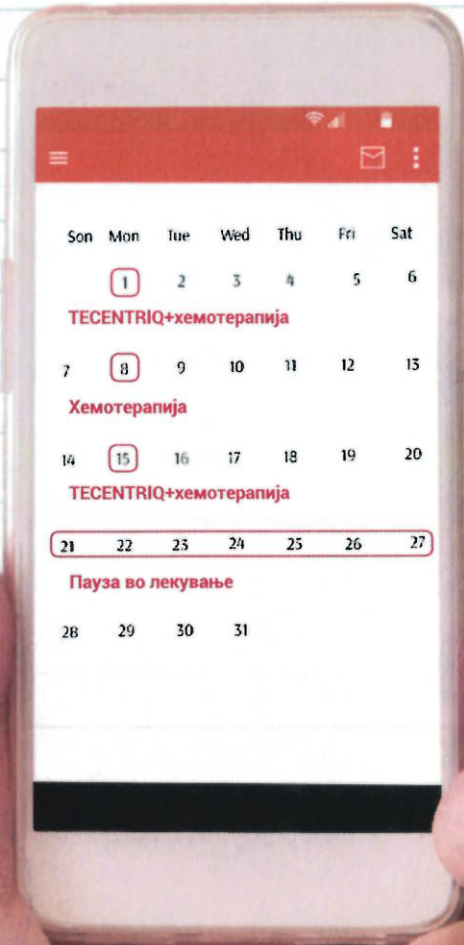 Son Mon Tue Wed Thu Fri Sat
1 2 3 4 5 6
TECENTRIQ+хемотерапија
7 8 9 10 11 12 13
Хемотерапија
14 15 16 17 18 19 20
TECENTRIQ+хемотерапија
21 22 23 24 25 26 27
Пауза во лекување
28 29 30 31